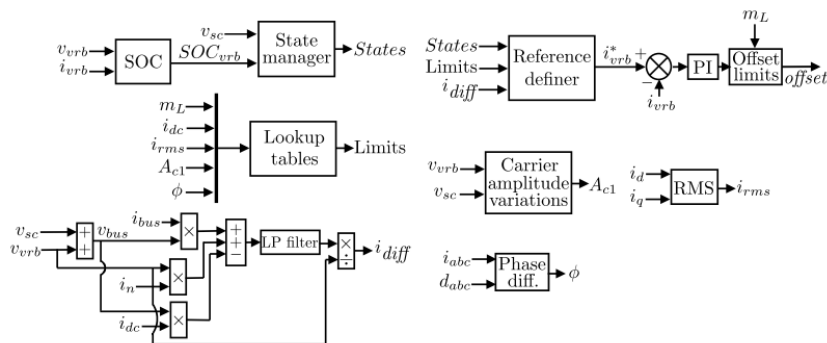 v_vrb
i_vrb
SOC
SOC_vrb
v_sc
State
manager
States
m_L
i_dc
i_rms
A_c1
ϕ
Lookup
tables
Limits
v_sc
v_vrb
+
+
v_bus
i_bus
×
i_n
×
i_dc
×
+
+
−
LP filter
×
÷
i_diff
States
Limits
i_diff
Reference
definer
i*_vrb
+
−
i_vrb
PI
m_L
Offset
limits
offset
v_vrb
v_sc
Carrier
amplitude
variations
A_c1
i_d
i_q
RMS
i_rms
i_abc
d_abc
Phase
diff.
ϕ